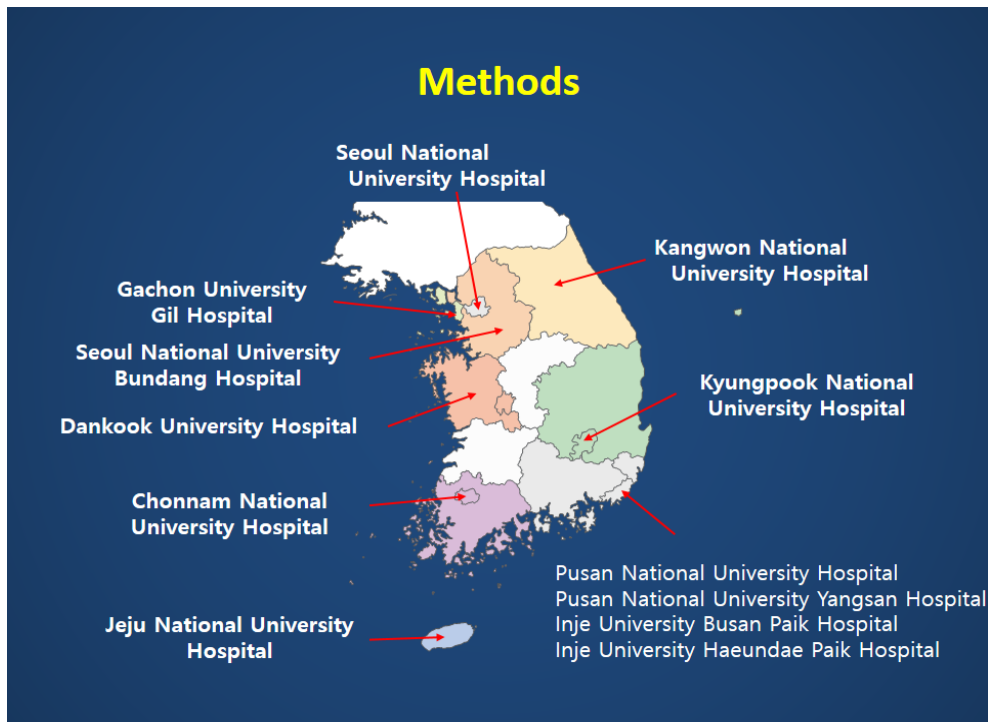 Methods
Seoul National
University Hospital
Kangwon National
University Hospital
Gachon University
Gil Hospital
Seoul National University
Bundang Hospital
Kyungpook National
University Hospital
Dankook University Hospital
Chonnam National
University Hospital
Pusan National University Hospital
Pusan National University Yangsan Hospital
Inje University Busan Paik Hospital
Inje University Haeundae Paik Hospital
Jeju National University
Hospital